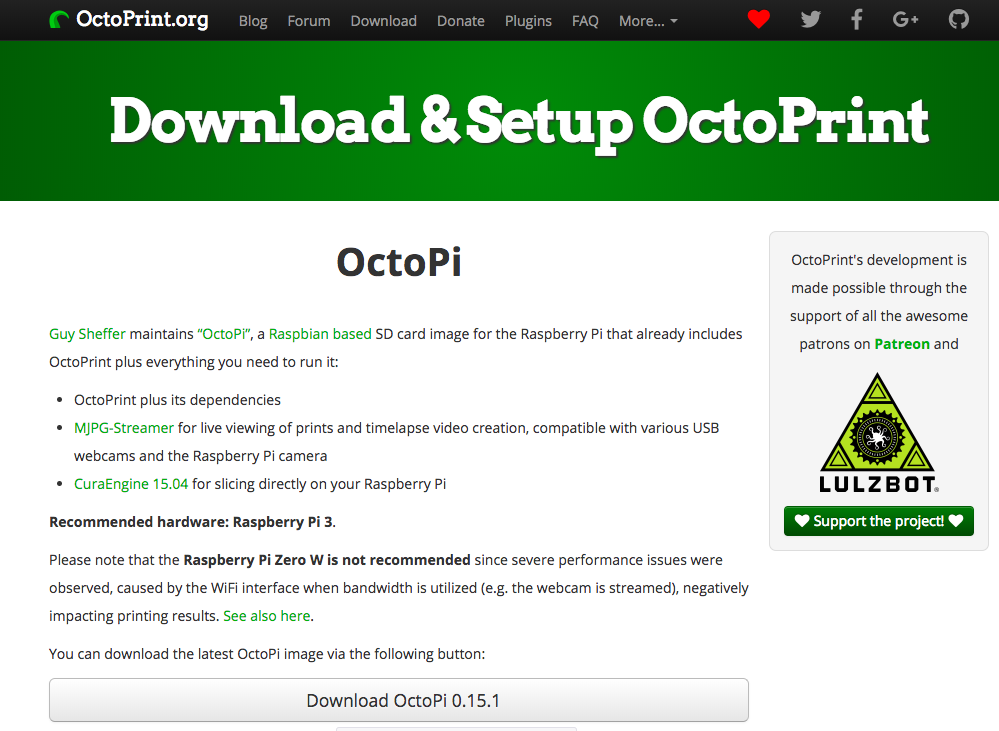 OctoPrint.org Blog Forum Download Donate Plugins FAQ More...
Download & Setup OctoPrint
OctoPi
Guy Sheffer maintains “OctoPi”, a Raspbian based SD card image for the Raspberry Pi that already includes
OctoPrint plus everything you need to run it:
OctoPrint plus its dependencies
MJPG-Streamer for live viewing of prints and timelapse video creation, compatible with various USB
webcams and the Raspberry Pi camera
CuraEngine 15.04 for slicing directly on your Raspberry Pi
Recommended hardware: Raspberry Pi 3.
Please note that the Raspberry Pi Zero W is not recommended since severe performance issues were
observed, caused by the WiFi interface when bandwidth is utilized (e.g. the webcam is streamed), negatively
impacting printing results. See also here.
You can download the latest OctoPi image via the following button:
Download OctoPi 0.15.1
OctoPrint's development is
made possible through the
support of all the awesome
patrons on Patreon and
LULZBOT®
Support the project!